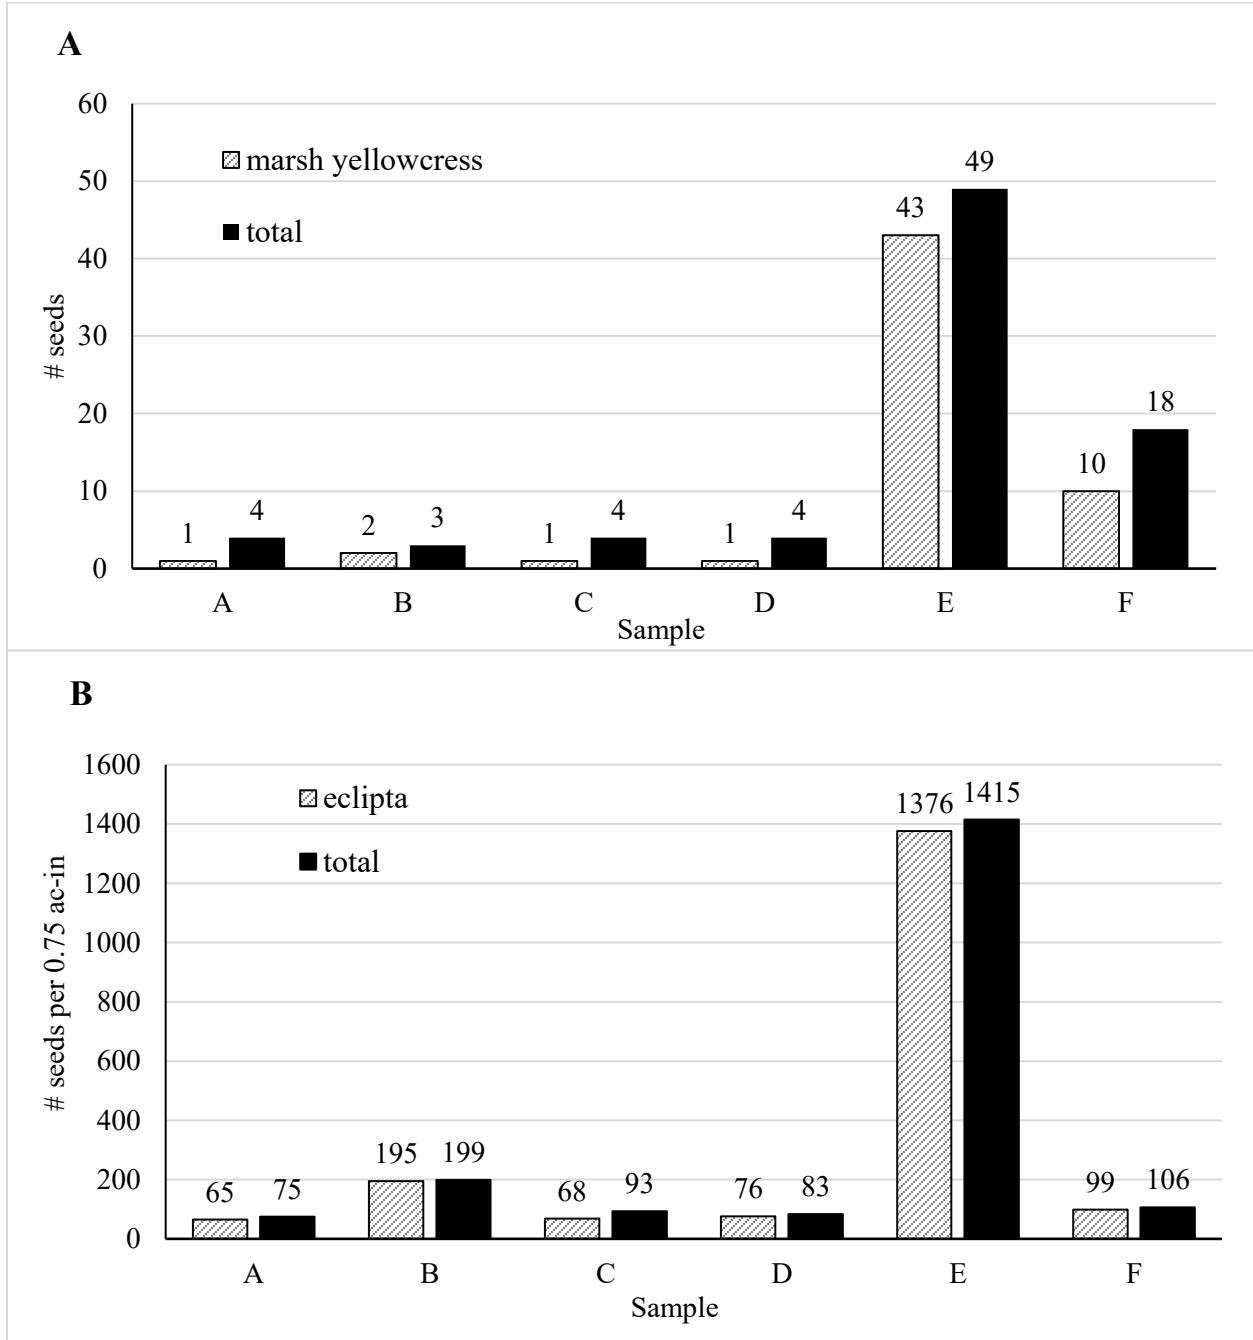 A
60
50
40
30
20
10
0
# seeds
marsh yellowcress
total
1 4 2 3 1 4 1 4 43 49 10 18
A B C D E F
Sample
B
1600
1400
1200
1000
800
600
400
200
0
# seeds per 0.75 ac-in
eclipta
total
65 75 195 199 68 93 76 83 1376 1415 99 106
A B C D E F
Sample